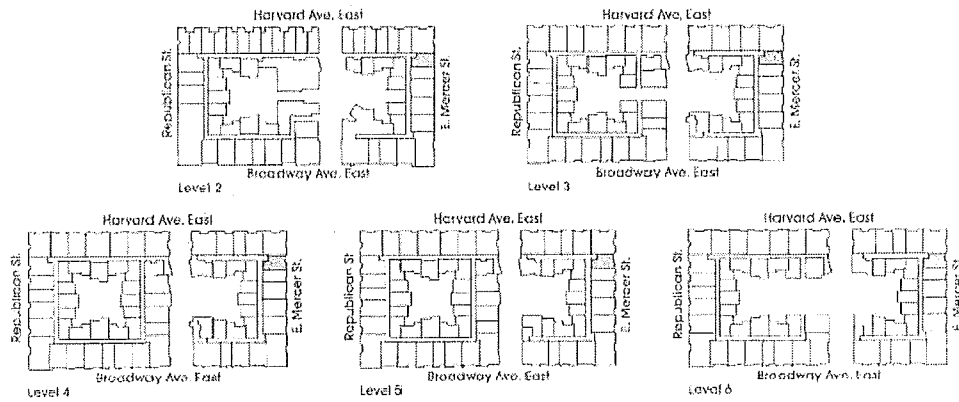 Harvard Ave, East
Republican St.
E. Mercer St.
Broadway Ave, East
Level 2
Harvard Ave, East
Republican St.
E. Mercer St.
Broadway Ave, East
Level 3
Harvard Ave, East
Republican St.
E. Mercer St.
Broadway Ave, East
Level 4
Harvard Ave, East
Republican St.
E. Mercer St.
Broadway Ave, East
Level 5
Harvard Ave, East
Republican St.
E. Mercer St.
Broadway Ave, East
Level 6